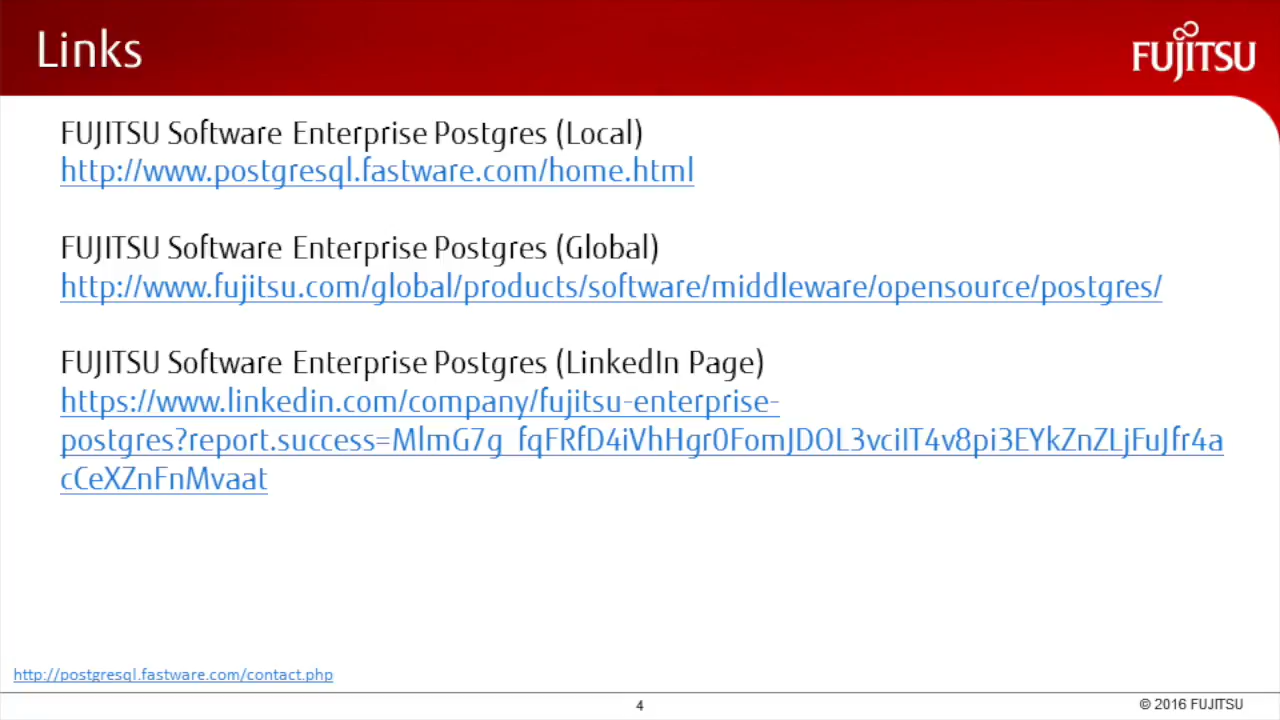 Links
FUJITSU
FUJITSU Software Enterprise Postgres (Local)
http://www.postgresql.fastware.com/home.html
FUJITSU Software Enterprise Postgres (Global)
http://www.fujitsu.com/global/products/software/middleware/opensource/postgres/
FUJITSU Software Enterprise Postgres (LinkedIn Page)
https://www.linkedin.com/company/fujitsu-enterprise-
postgres?report.success=MlmG7g_fqFRfD4iVhHgr0FomJDOL3vciIT4v8pi3EYkZnZLjFuJfr4a
cCeXZnFnMvaat
http://postgresql.fastware.com/contact.php
4
© 2016 FUJITSU